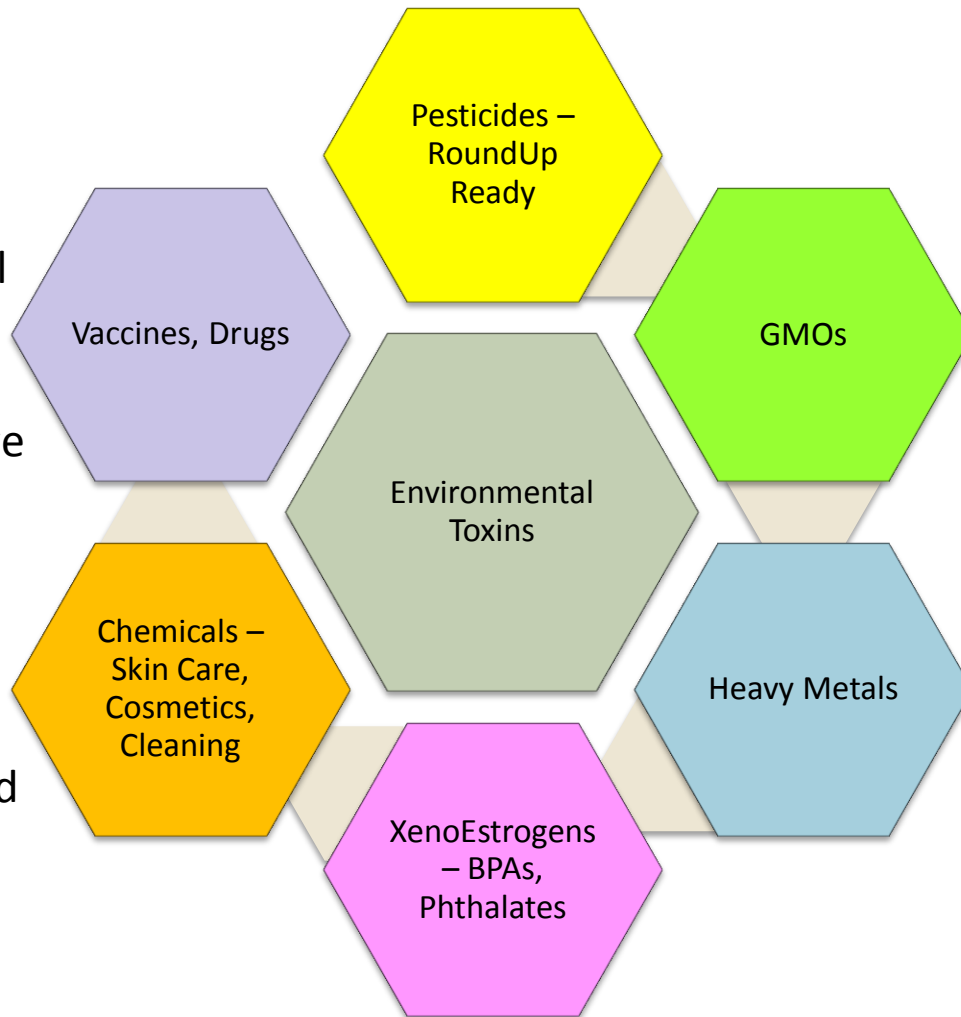 Pesticides –
RoundUp
Ready
Vaccines, Drugs
GMOs
Environmental
Toxins
Chemicals –
Skin Care,
Cosmetics,
Cleaning
Heavy Metals
XenoEstrogens
– BPAs,
Phthalates